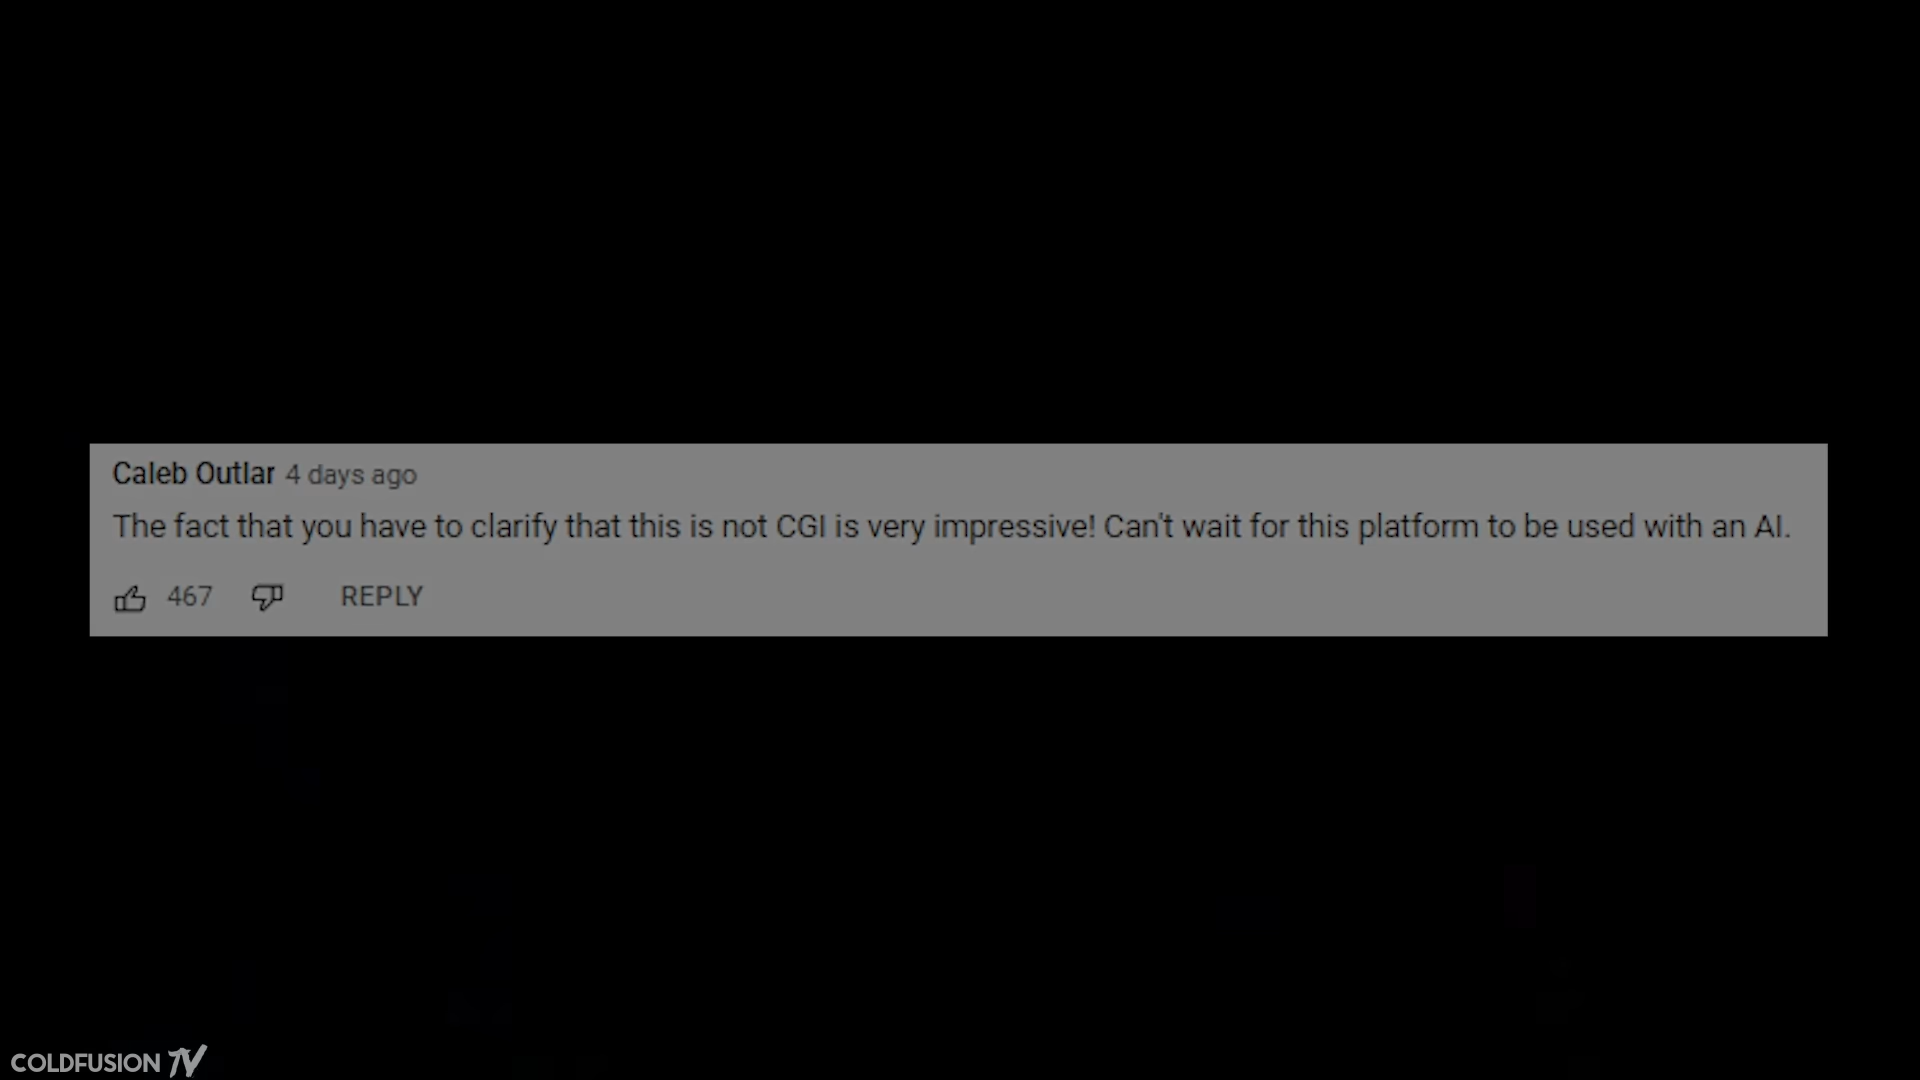 Caleb Outlar 4 days ago
The fact that you have to clarify that this is not CGI is very impressive! Can't wait for this platform to be used with an AI.
467 REPLY
COLDFUSION TV